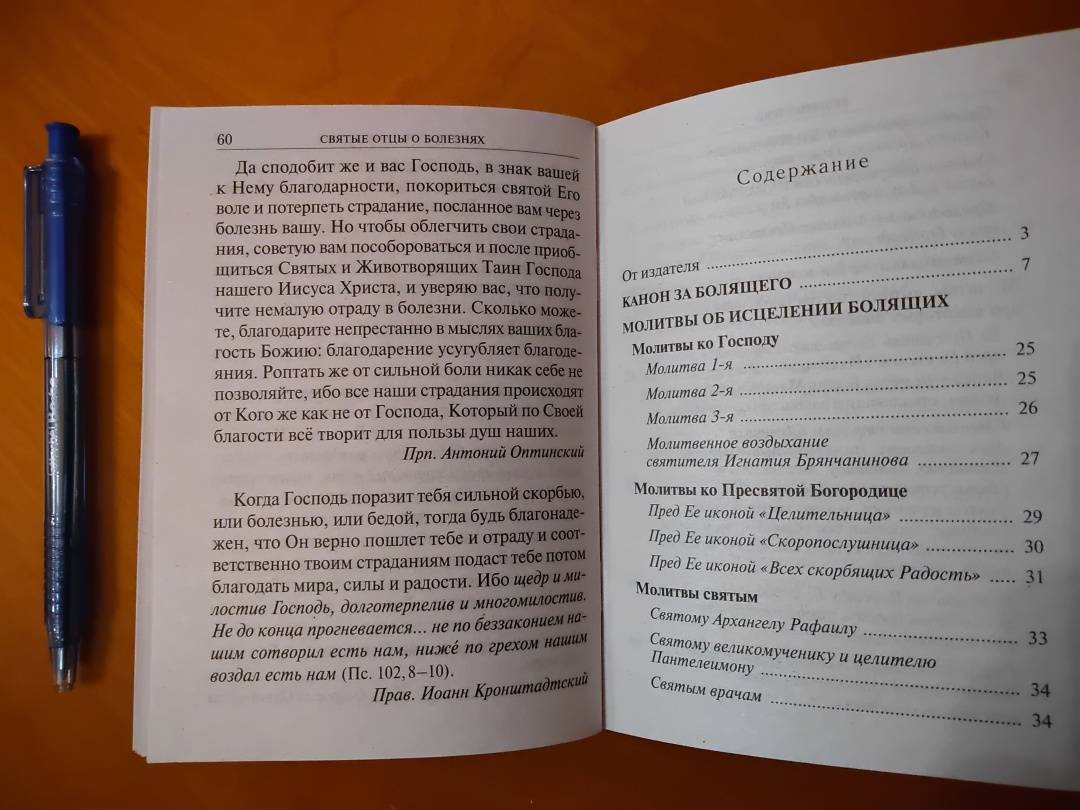 60 СВЯТЫЕ ОТЦЫ О БОЛЕЗНЯХ
Да сподобит же и вас Господь, в знак вашей
к Нему благодарности, покориться святой Его
воле и потерпеть страдание, посланное вам через
болезнь вашу. Но чтобы облегчить свои страда-
ния, советую вам пособороваться и после приоб-
щиться Святых и Животворящих Таин Господа
нашего Иисуса Христа, и уверяю вас, что полу-
чите немалую отраду в болезни. Сколько може-
те, благодарите непрестанно в мыслях ваших бла-
гость Божию: благодарение усугубляет благоде-
яния. Роптать же от сильной боли никак себе не
позволяйте, ибо все наши страдания происходят
от Кого же как не от Господа, Который по Своей
благости всё творит для пользы душ наших.
Прп. Антоний Оптинский
Когда Господь поразит тебя сильной скорбью,
или болезнью, или бедой, тогда будь благонаде-
жен, что Он верно пошлет тебе и отраду и соот-
ветственно твоим страданиям подаст тебе потом
благодать мира, силы и радости. Ибо щедр и ми-
лостив Господь, долготерпелив и многомилостив.
Не до конца прогневается... не по беззаконием на-
шим сотворил есть нам, ниже́ по грехом нашим
воздал есть нам (Пс. 102, 8–10).
Прав. Иоанн Кронштадтский
Содержание
От издателя ... 3
КАНОН ЗА БОЛЯЩЕГО ... 7
МОЛИТВЫ ОБ ИСЦЕЛЕНИИ БОЛЯЩИХ
Молитвы ко Господу
Молитва 1-я ... 25
Молитва 2-я ... 25
Молитва 3-я ... 26
Молитвенное воздыхание
святителя Игнатия Брянчанинова ... 27
Молитвы ко Пресвятой Богородице
Пред Ее иконой «Целительница» ... 29
Пред Ее иконой «Скоропослушница» ... 30
Пред Ее иконой «Всех скорбящих Радость» ... 31
Молитвы святым
Святому Архангелу Рафаилу ... 33
Святому великомученику и целителю
Пантелеимону ... 34
Святым врачам ... 34